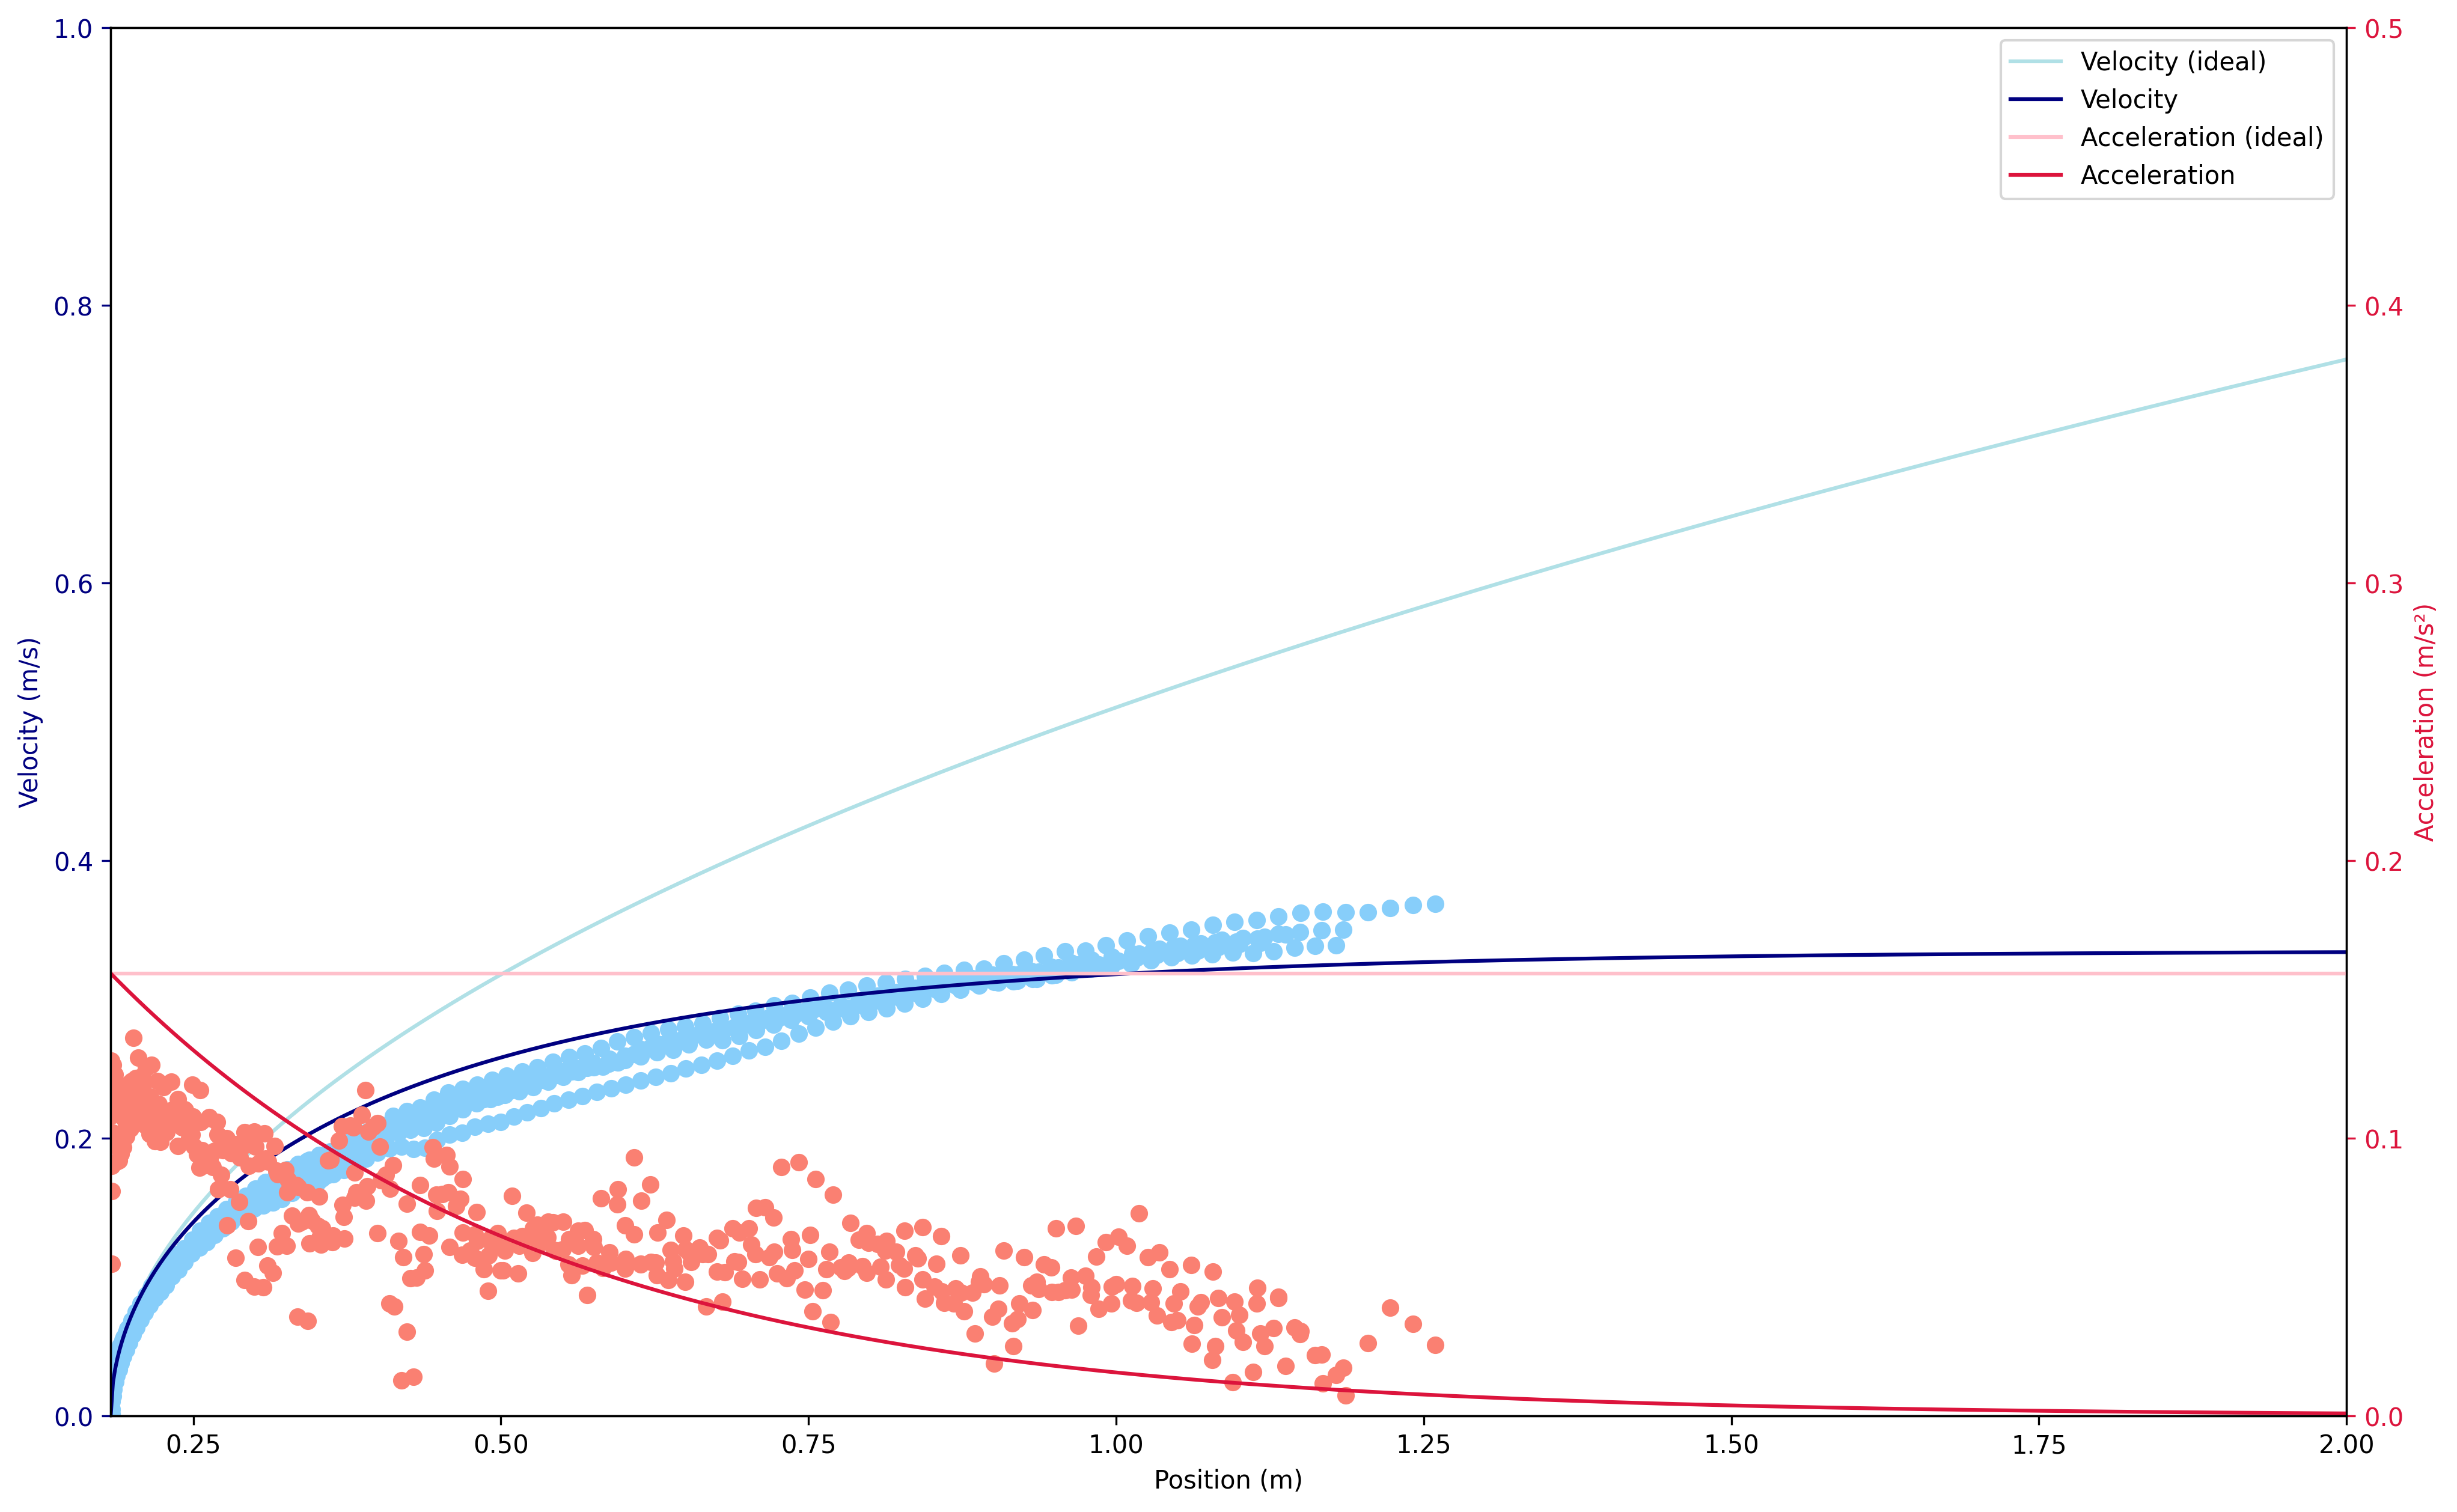 1.0
0.8
0.6
0.4
0.2
0.0
Velocity (m/s)
Velocity (ideal)
Velocity
Acceleration (ideal)
Acceleration
0.5
0.4
0.3
0.2
0.1
0.0
Acceleration (m/s²)
0.25 0.50 0.75 1.00 1.25 1.50 1.75 2.00
Position (m)